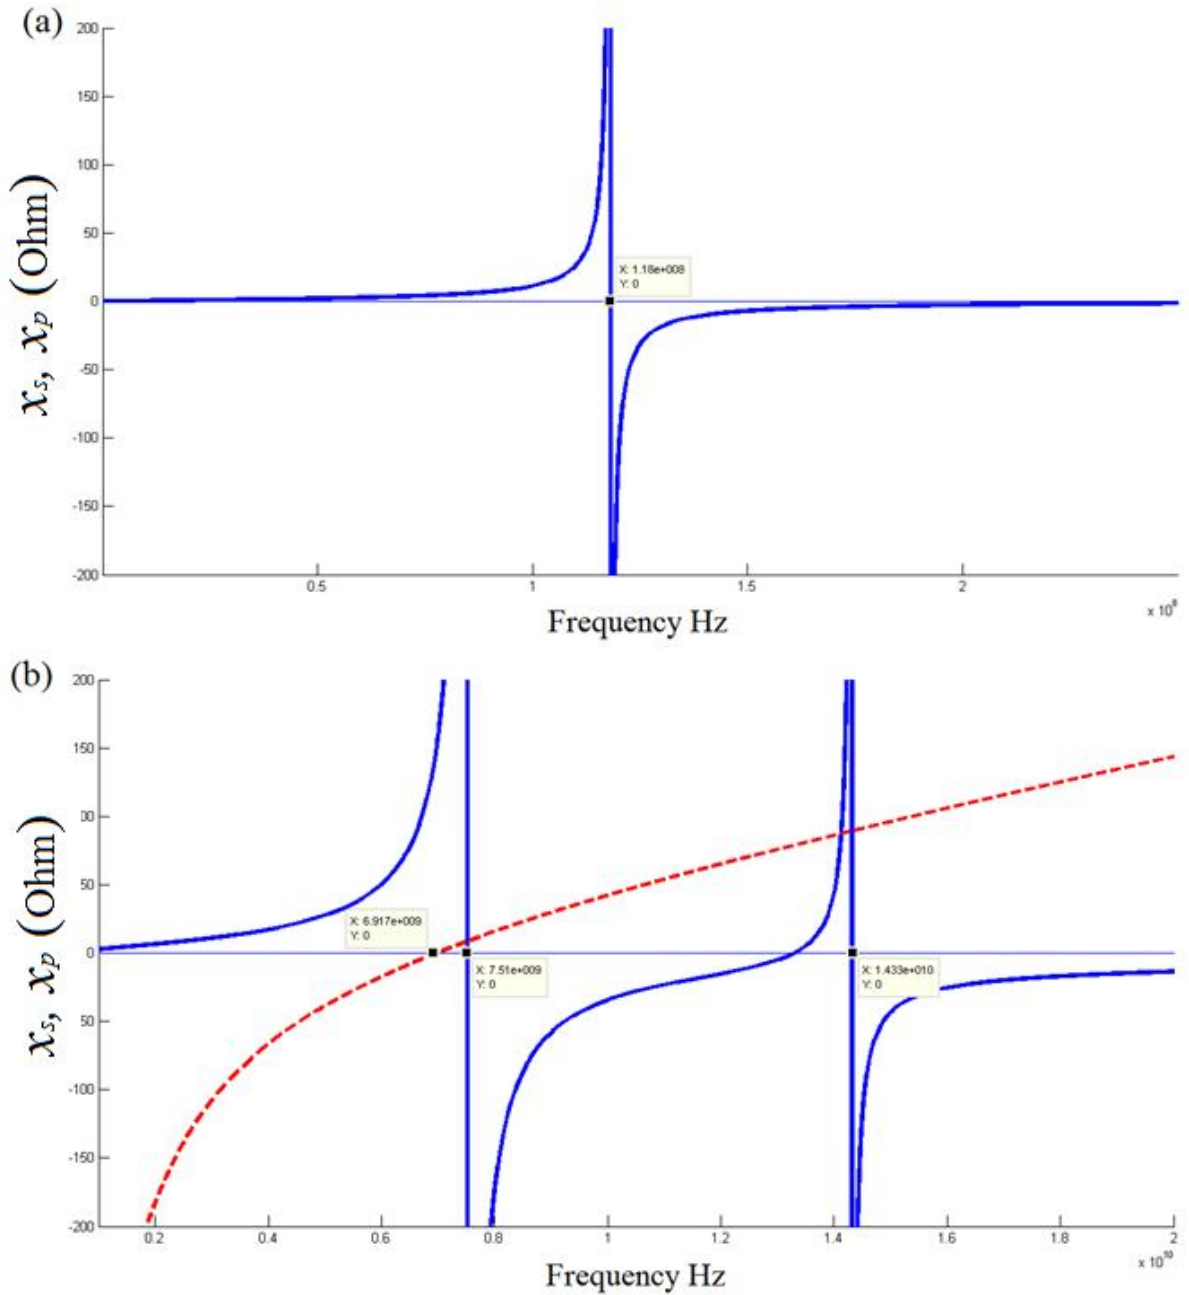 (a)
200
150
100
50
0
-50
-100
-150
-200
xs, xp (Ohm)
X: 1.18e+008
Y: 0
0.5 1 1.5 2
x 10⁸
Frequency Hz
(b)
200
150
00
50
0
50
-100
-150
-200
xs, xp (Ohm)
X: 6.917e+009
Y: 0
X: 7.51e+009
Y: 0
X: 1.433e+010
Y: 0
0.2 0.4 0.6 0.8 1 1.2 1.4 1.6 1.8 2
x 10¹⁰
Frequency Hz